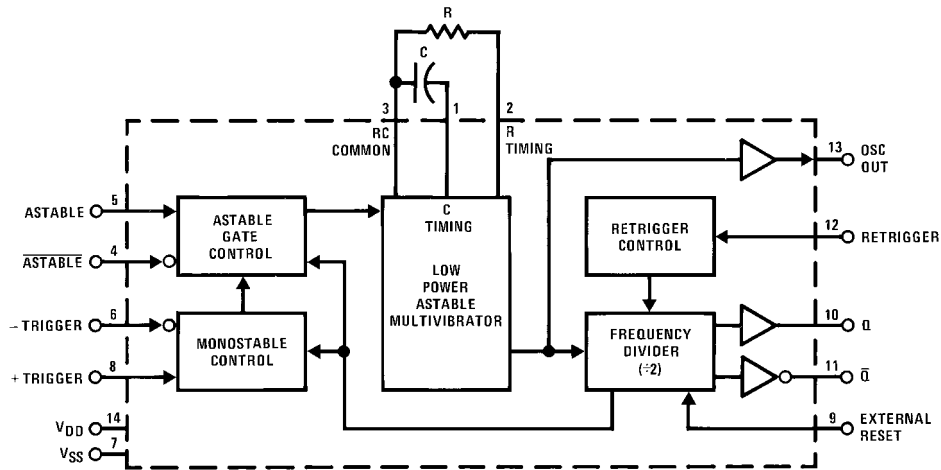 R
C
3
1
2
RC
COMMON
R
TIMING
13
OSC
OUT
5
ASTABLE
ASTABLE
GATE
CONTROL
C
TIMING
RETRIGGER
CONTROL
12
RETRIGGER
4
A̅S̅T̅A̅B̅L̅E̅
LOW
POWER
ASTABLE
MULTIVIBRATOR
6
– TRIGGER
MONOSTABLE
CONTROL
8
+ TRIGGER
FREQUENCY
DIVIDER
(÷2)
10
Q
11
Q̅
14
VDD
7
VSS
9
EXTERNAL
RESET